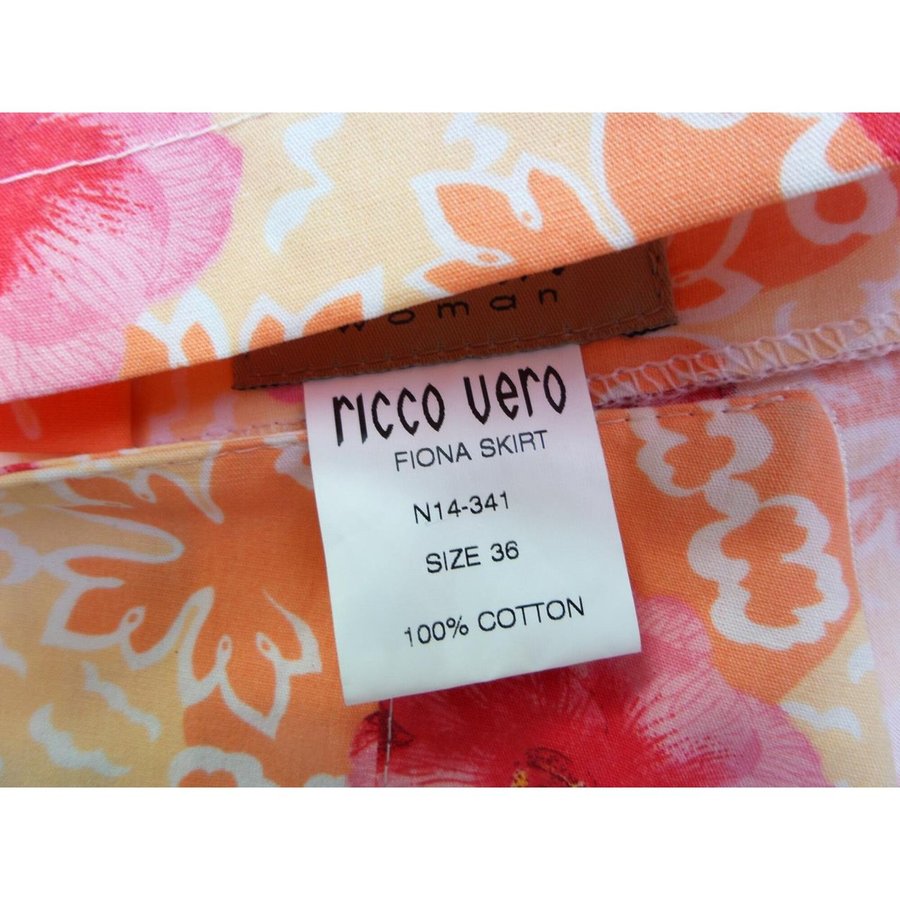 woman
ricco vero
FIONA SKIRT
N14-341
SIZE 36
100% COTTON